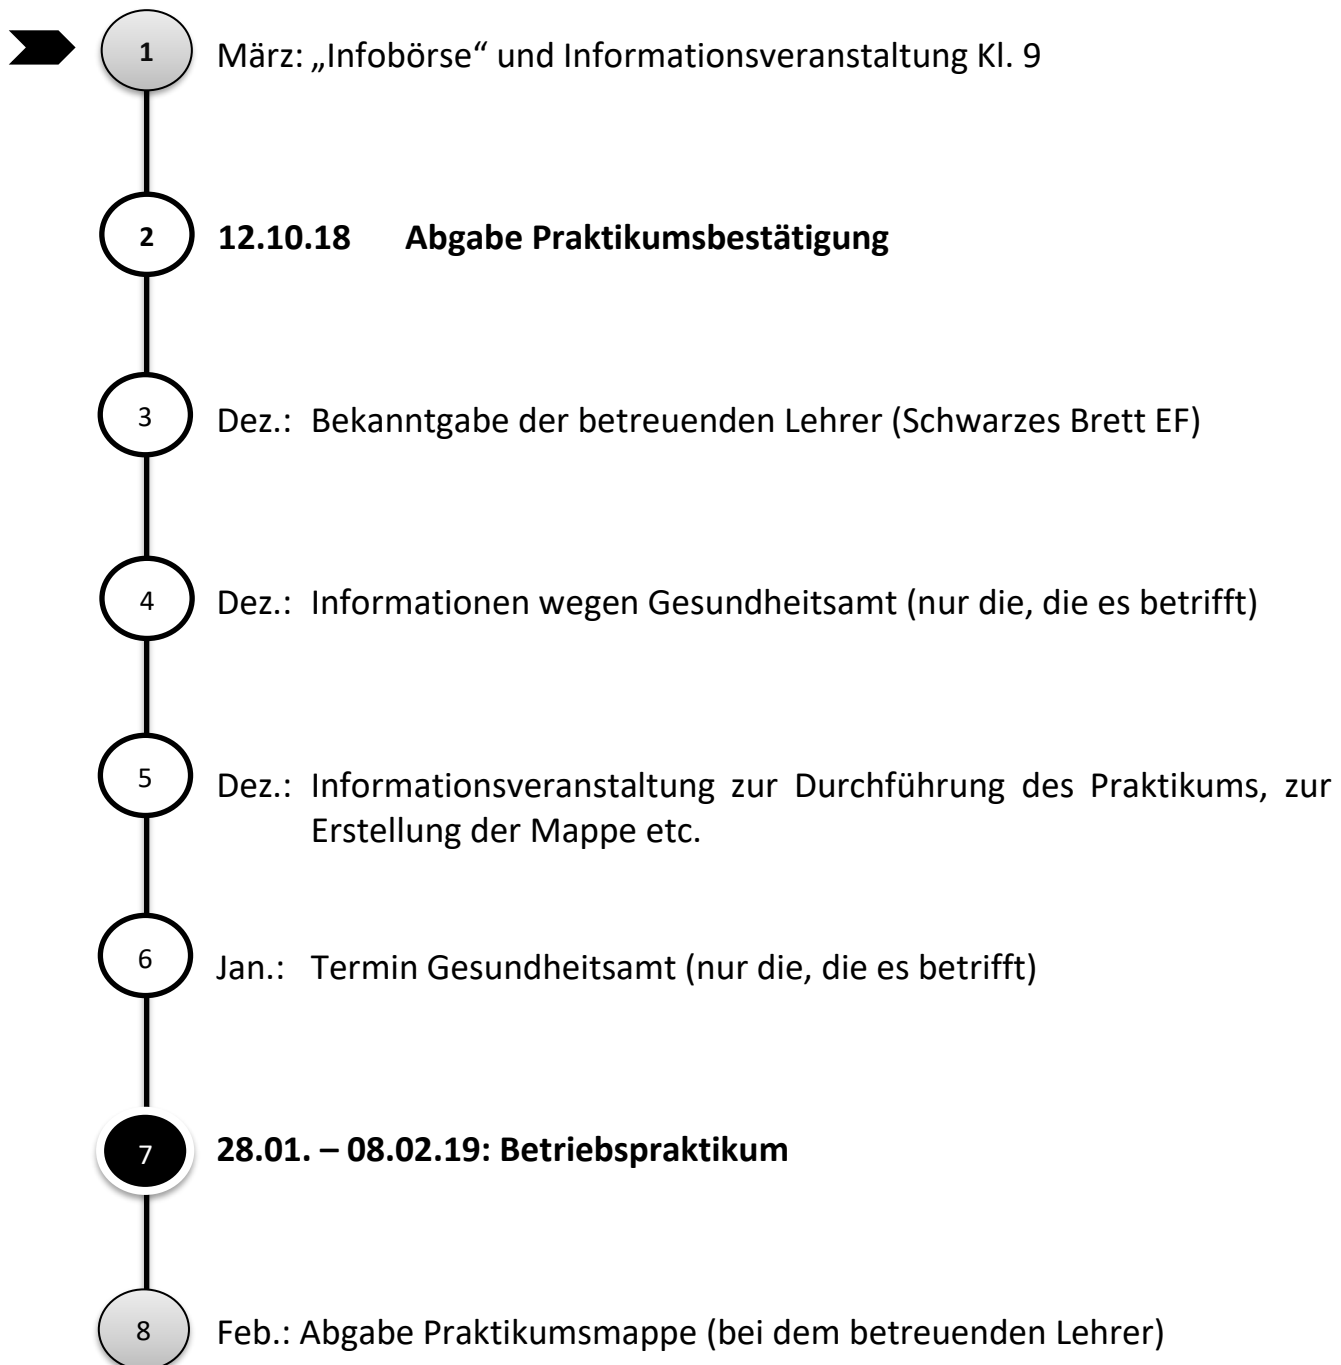 1 März: „Infobörse“ und Informationsveranstaltung Kl. 9
2 12.10.18 Abgabe Praktikumsbestätigung
3 Dez.: Bekanntgabe der betreuenden Lehrer (Schwarzes Brett EF)
4 Dez.: Informationen wegen Gesundheitsamt (nur die, die es betrifft)
5 Dez.: Informationsveranstaltung zur Durchführung des Praktikums, zur
Erstellung der Mappe etc.
6 Jan.: Termin Gesundheitsamt (nur die, die es betrifft)
7 28.01. – 08.02.19: Betriebspraktikum
8 Feb.: Abgabe Praktikumsmappe (bei dem betreuenden Lehrer)